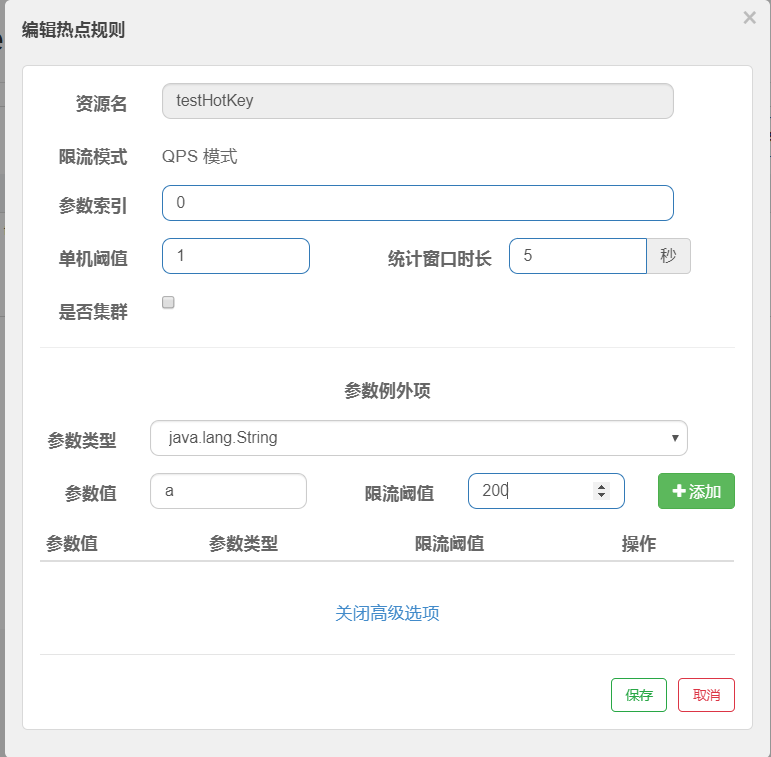 编辑热点规则 ×
资源名 testHotKey
限流模式 QPS 模式
参数索引 0
单机阈值 1 统计窗口时长 5 秒
是否集群
参数例外项
参数类型 java.lang.String
参数值 a 限流阈值 200 +添加
参数值 参数类型 限流阈值 操作
关闭高级选项
保存 取消